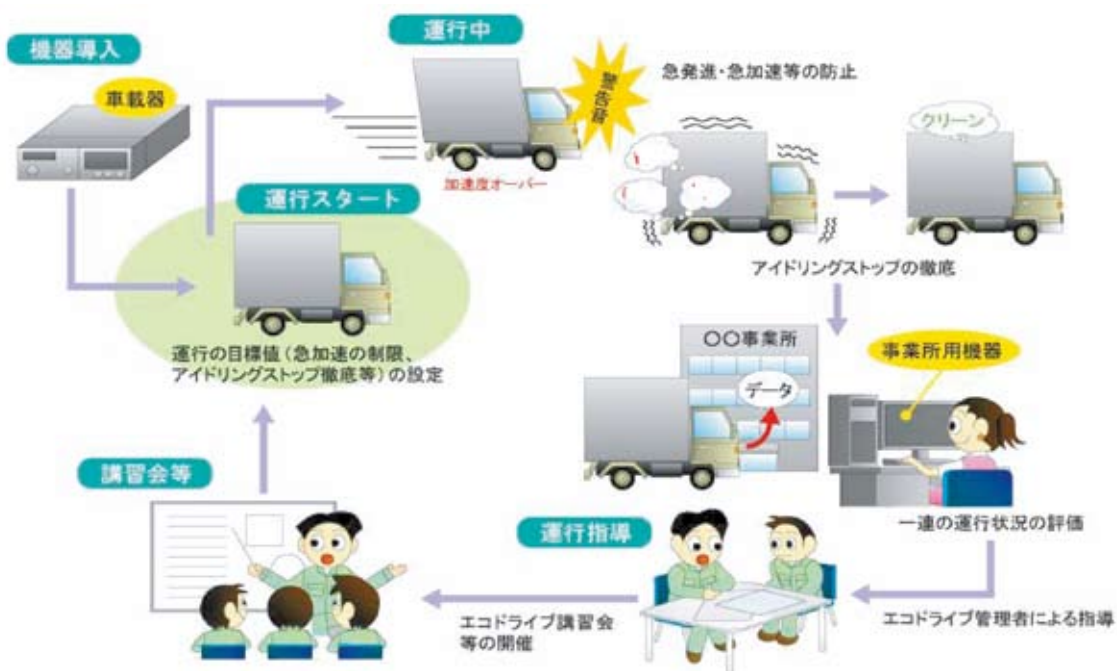 機器導入
車載器
運行中
警告音
加速度オーバー
急発進・急加速等の防止
クリーン
アイドリングストップの徹底
運行スタート
運行の目標値（急加速の制限、
アイドリングストップ徹底等）の設定
〇〇事業所
データ
事業所用機器
一連の運行状況の評価
エコドライブ管理者による指導
運行指導
エコドライブ講習会
等の開催
講習会等